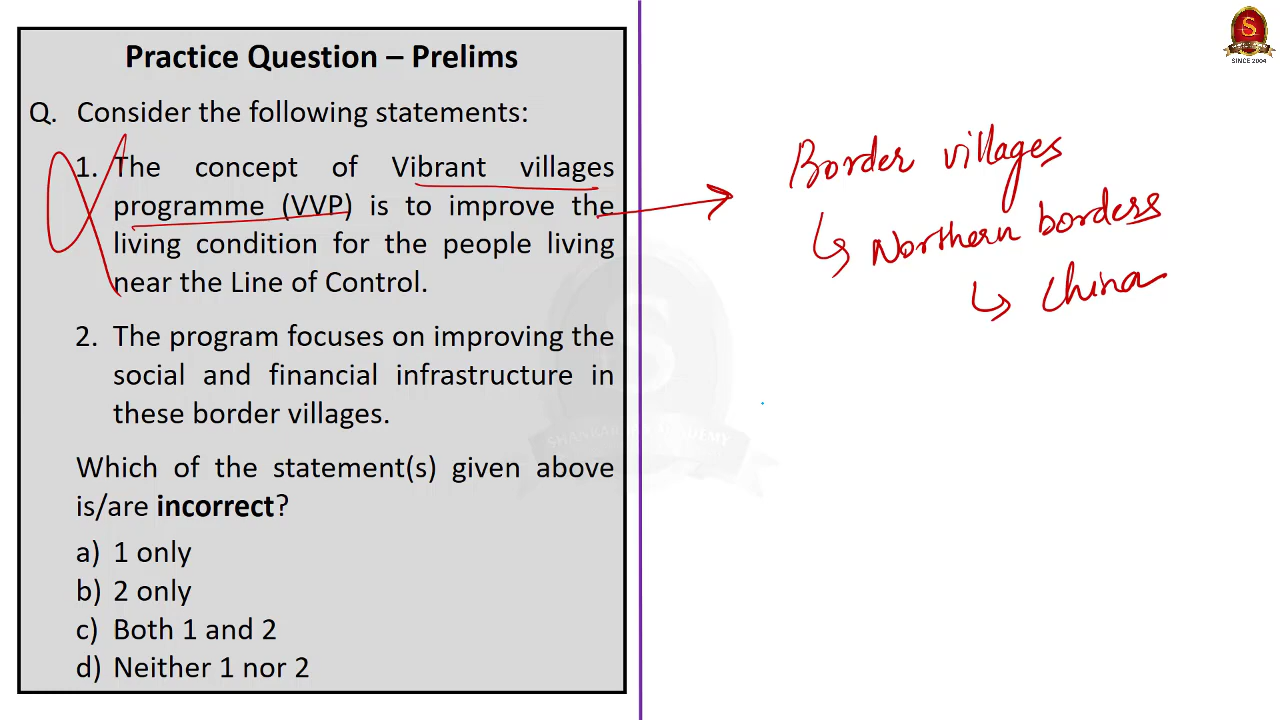 Practice Question – Prelims
Q. Consider the following statements:
1. The concept of Vibrant villages
programme (VVP) is to improve the
living condition for the people living
near the Line of Control.
2. The program focuses on improving the
social and financial infrastructure in
these border villages.
Which of the statement(s) given above
is/are incorrect?
a) 1 only
b) 2 only
c) Both 1 and 2
d) Neither 1 nor 2
Border villages
Northern borders
China
S
SINCE 2004
S
ACADEMY